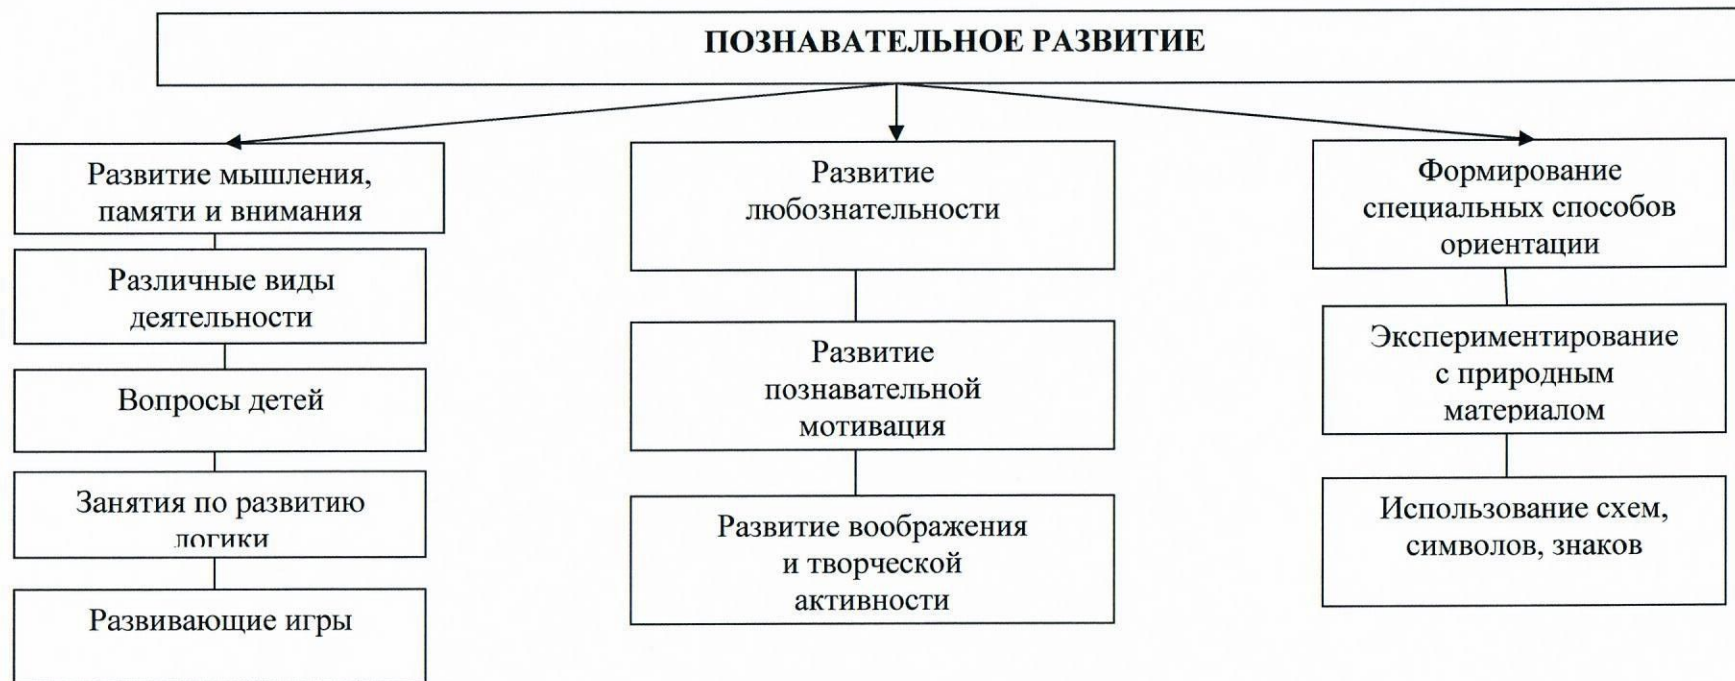 ПОЗНАВАТЕЛЬНОЕ РАЗВИТИЕ
Развитие мышления,
памяти и внимания
Различные виды
деятельности
Вопросы детей
Занятия по развитию
логики
Развивающие игры
Развитие
любознательности
Развитие
познавательной
мотивация
Развитие воображения
и творческой
активности
Формирование
специальных способов
ориентации
Экспериментирование
с природным
материалом
Использование схем,
символов, знаков